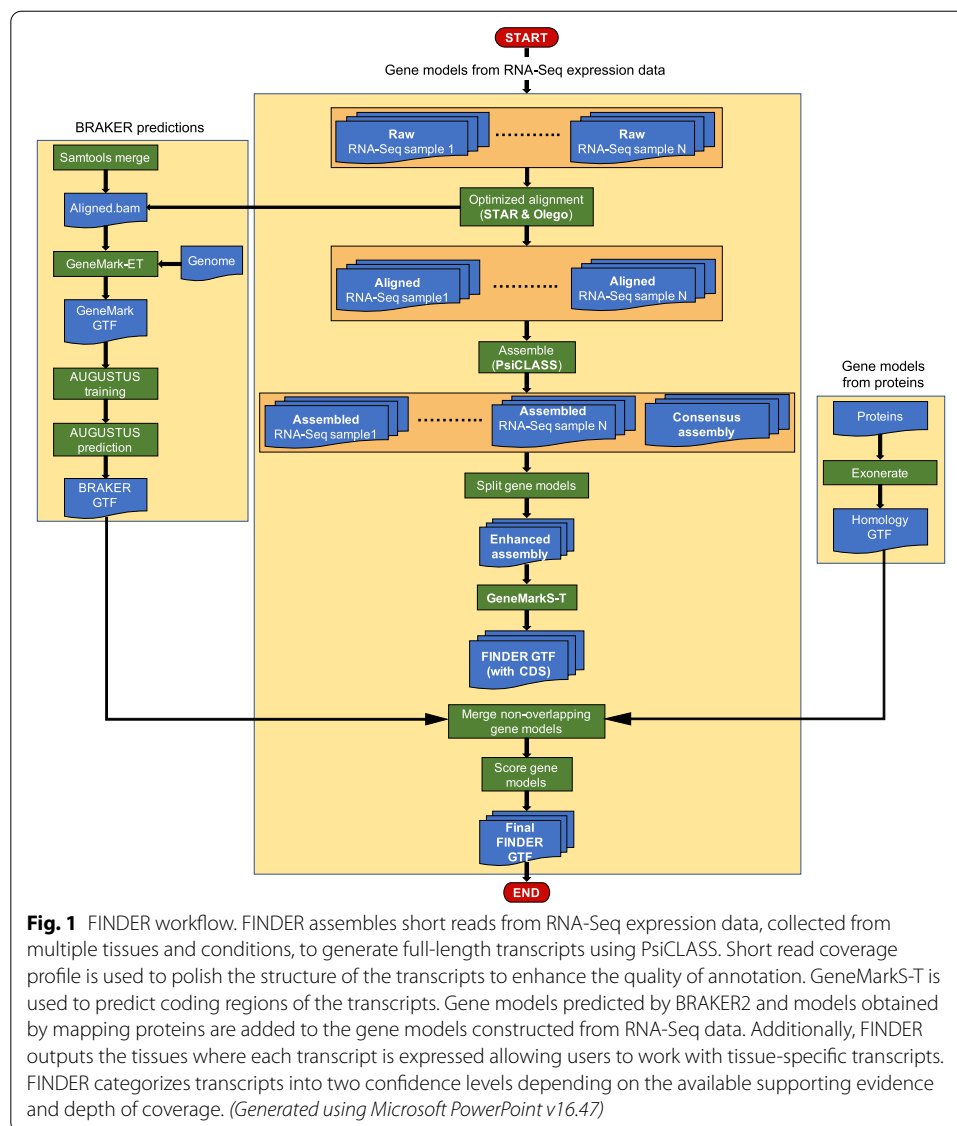 START
Gene models from RNA-Seq expression data
Raw
RNA-Seq sample 1
Raw
RNA-Seq sample N
Optimized alignment
(STAR & Olego)
Aligned
RNA-Seq sample1
Aligned
RNA-Seq sample N
Assemble
(PsiCLASS)
Assembled
RNA-Seq sample1
Assembled
RNA-Seq sample N
Consensus
assembly
Split gene models
Enhanced
assembly
GeneMarkS-T
FINDER GTF
(with CDS)
Merge non-overlapping
gene models
Score gene
models
Final
FINDER
GTF
END
BRAKER predictions
Samtools merge
Aligned.bam
GeneMark-ET
Genome
GeneMark
GTF
AUGUSTUS
training
AUGUSTUS
prediction
BRAKER
GTF
Gene models
from proteins
Proteins
Exonerate
Homology
GTF
Fig. 1 FINDER workflow. FINDER assembles short reads from RNA-Seq expression data, collected from
multiple tissues and conditions, to generate full-length transcripts using PsiCLASS. Short read coverage
profile is used to polish the structure of the transcripts to enhance the quality of annotation. GeneMarkS-T is
used to predict coding regions of the transcripts. Gene models predicted by BRAKER2 and models obtained
by mapping proteins are added to the gene models constructed from RNA-Seq data. Additionally, FINDER
outputs the tissues where each transcript is expressed allowing users to work with tissue-specific transcripts.
FINDER categorizes transcripts into two confidence levels depending on the available supporting evidence
and depth of coverage. (Generated using Microsoft PowerPoint v16.47)